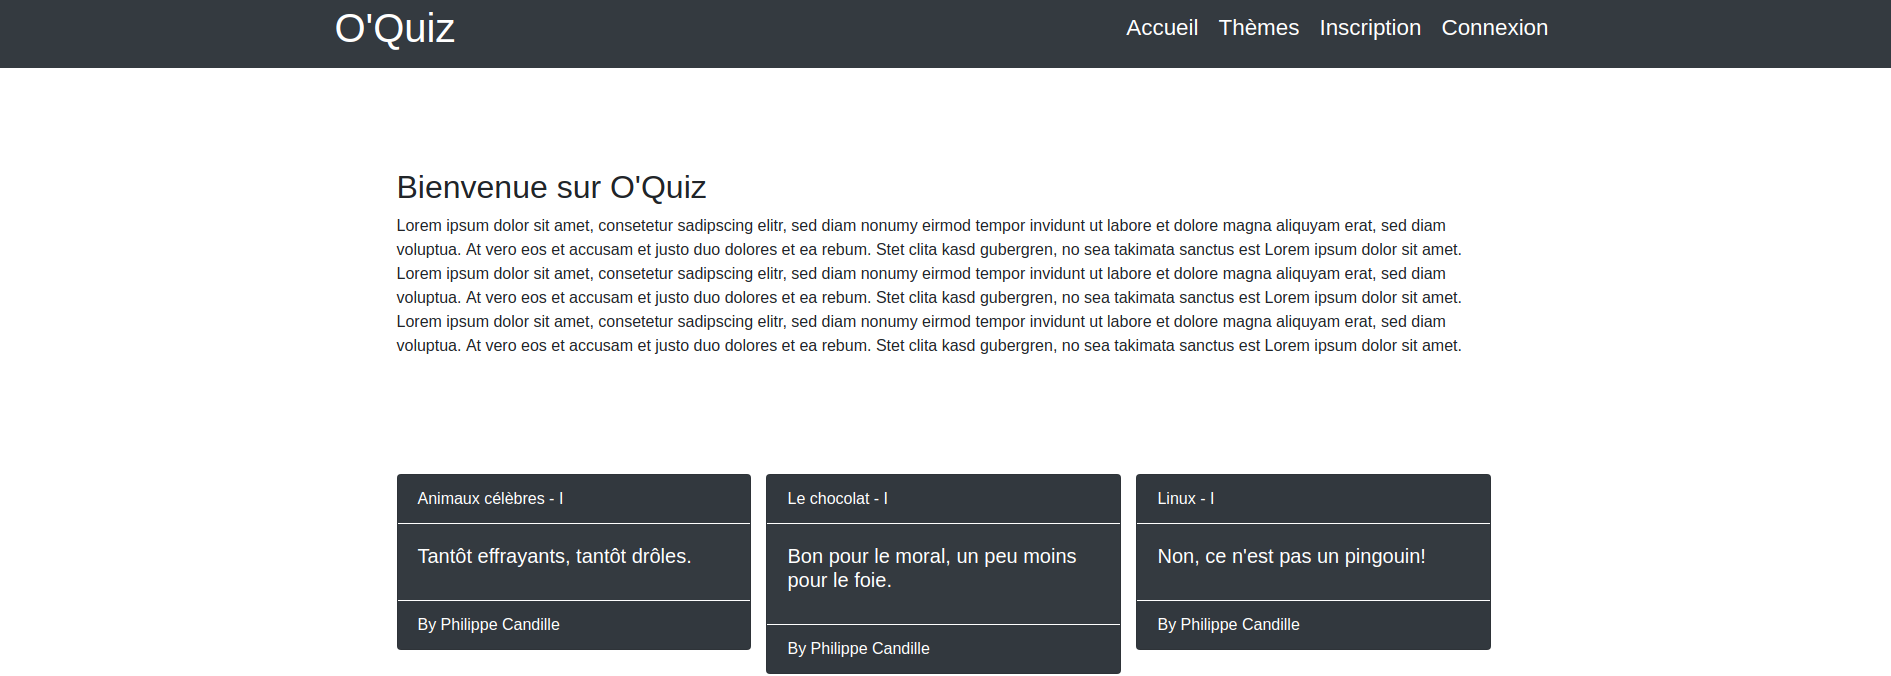 O'Quiz
Accueil Thèmes Inscription Connexion
Bienvenue sur O'Quiz
Lorem ipsum dolor sit amet, consetetur sadipscing elitr, sed diam nonumy eirmod tempor invidunt ut labore et dolore magna aliquyam erat, sed diam
voluptua. At vero eos et accusam et justo duo dolores et ea rebum. Stet clita kasd gubergren, no sea takimata sanctus est Lorem ipsum dolor sit amet.
Lorem ipsum dolor sit amet, consetetur sadipscing elitr, sed diam nonumy eirmod tempor invidunt ut labore et dolore magna aliquyam erat, sed diam
voluptua. At vero eos et accusam et justo duo dolores et ea rebum. Stet clita kasd gubergren, no sea takimata sanctus est Lorem ipsum dolor sit amet.
Lorem ipsum dolor sit amet, consetetur sadipscing elitr, sed diam nonumy eirmod tempor invidunt ut labore et dolore magna aliquyam erat, sed diam
voluptua. At vero eos et accusam et justo duo dolores et ea rebum. Stet clita kasd gubergren, no sea takimata sanctus est Lorem ipsum dolor sit amet.
Animaux célèbres - I
Tantôt effrayants, tantôt drôles.
By Philippe Candille
Le chocolat - I
Bon pour le moral, un peu moins
pour le foie.
By Philippe Candille
Linux - I
Non, ce n'est pas un pingouin!
By Philippe Candille